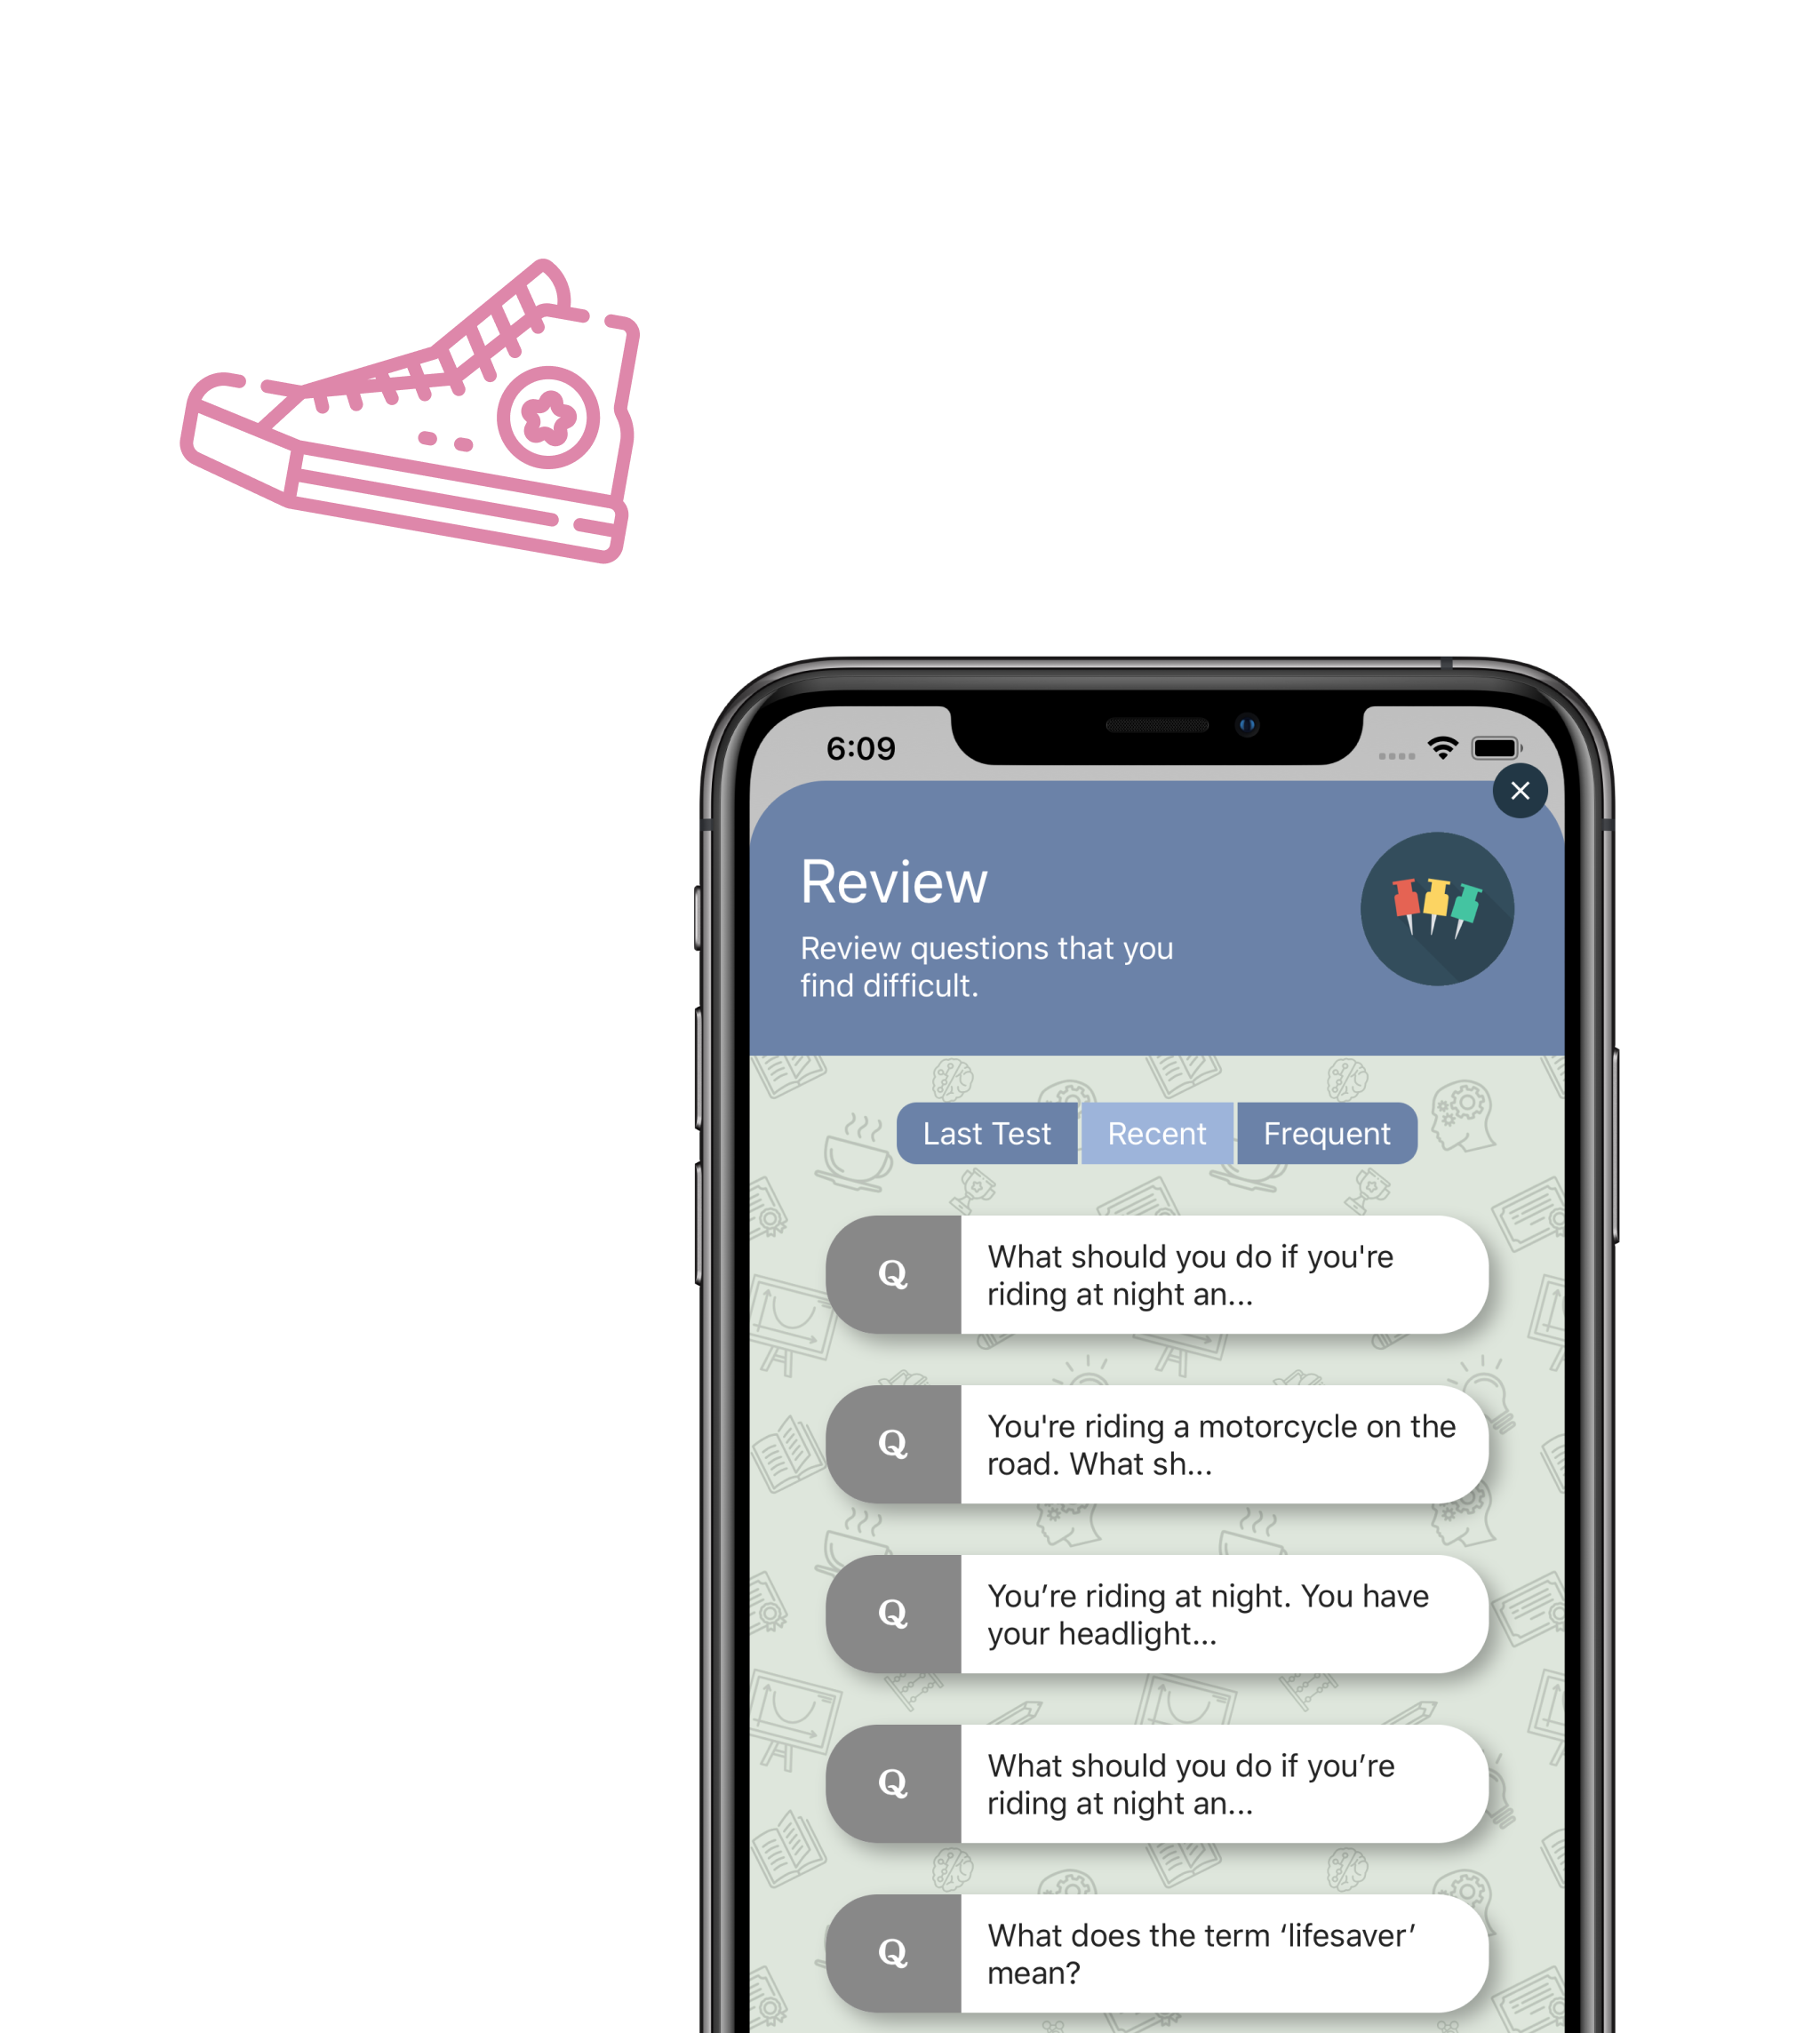 6:09
Review
Review questions that you
find difficult.
Last Test
Recent
Frequent
Q
What should you do if you're
riding at night an...
Q
You're riding a motorcycle on the
road. What sh...
Q
You’re riding at night. You have
your headlight...
Q
What should you do if you’re
riding at night an...
Q
What does the term ‘lifesaver’
mean?